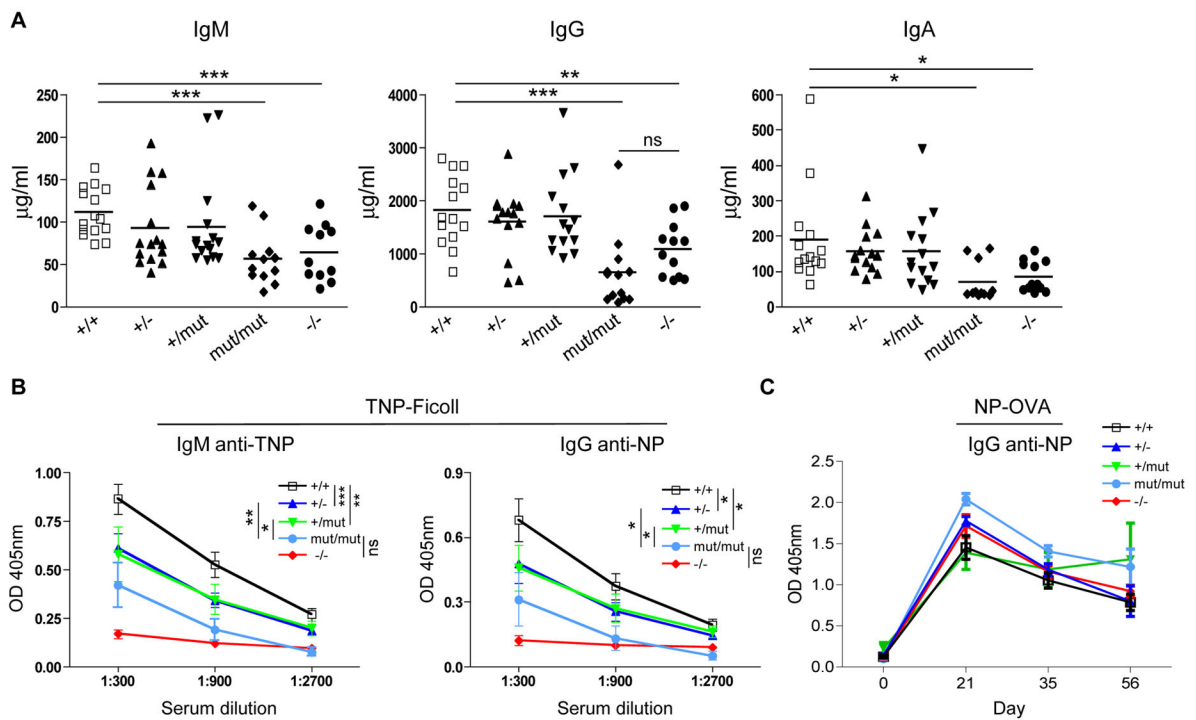 A
IgM
IgG
IgA
***
***
**
***
ns
*
*
μg/ml
250
200
150
100
50
0
+/+
+/-
+/mut
mut/mut
-/-
μg/ml
4000
3000
2000
1000
0
+/+
+/-
+/mut
mut/mut
-/-
μg/ml
600
500
400
300
200
100
0
+/+
+/-
+/mut
mut/mut
-/-
B
TNP-Ficoll
IgM anti-TNP
IgG anti-NP
OD 405nm
1.00
0.75
0.50
0.25
0.00
1:300
1:900
1:2700
Serum dilution
+/+
+/-
+/mut
mut/mut
-/-
**
*
***
**
ns
OD 405nm
0.9
0.6
0.3
0.0
1:300
1:900
1:2700
Serum dilution
+/+
+/-
+/mut
mut/mut
-/-
*
*
*
*
ns
C
NP-OVA
IgG anti-NP
+/+
+/-
+/mut
mut/mut
-/-
OD 405nm
2.5
2.0
1.5
1.0
0.5
0.0
0
21
35
56
Day